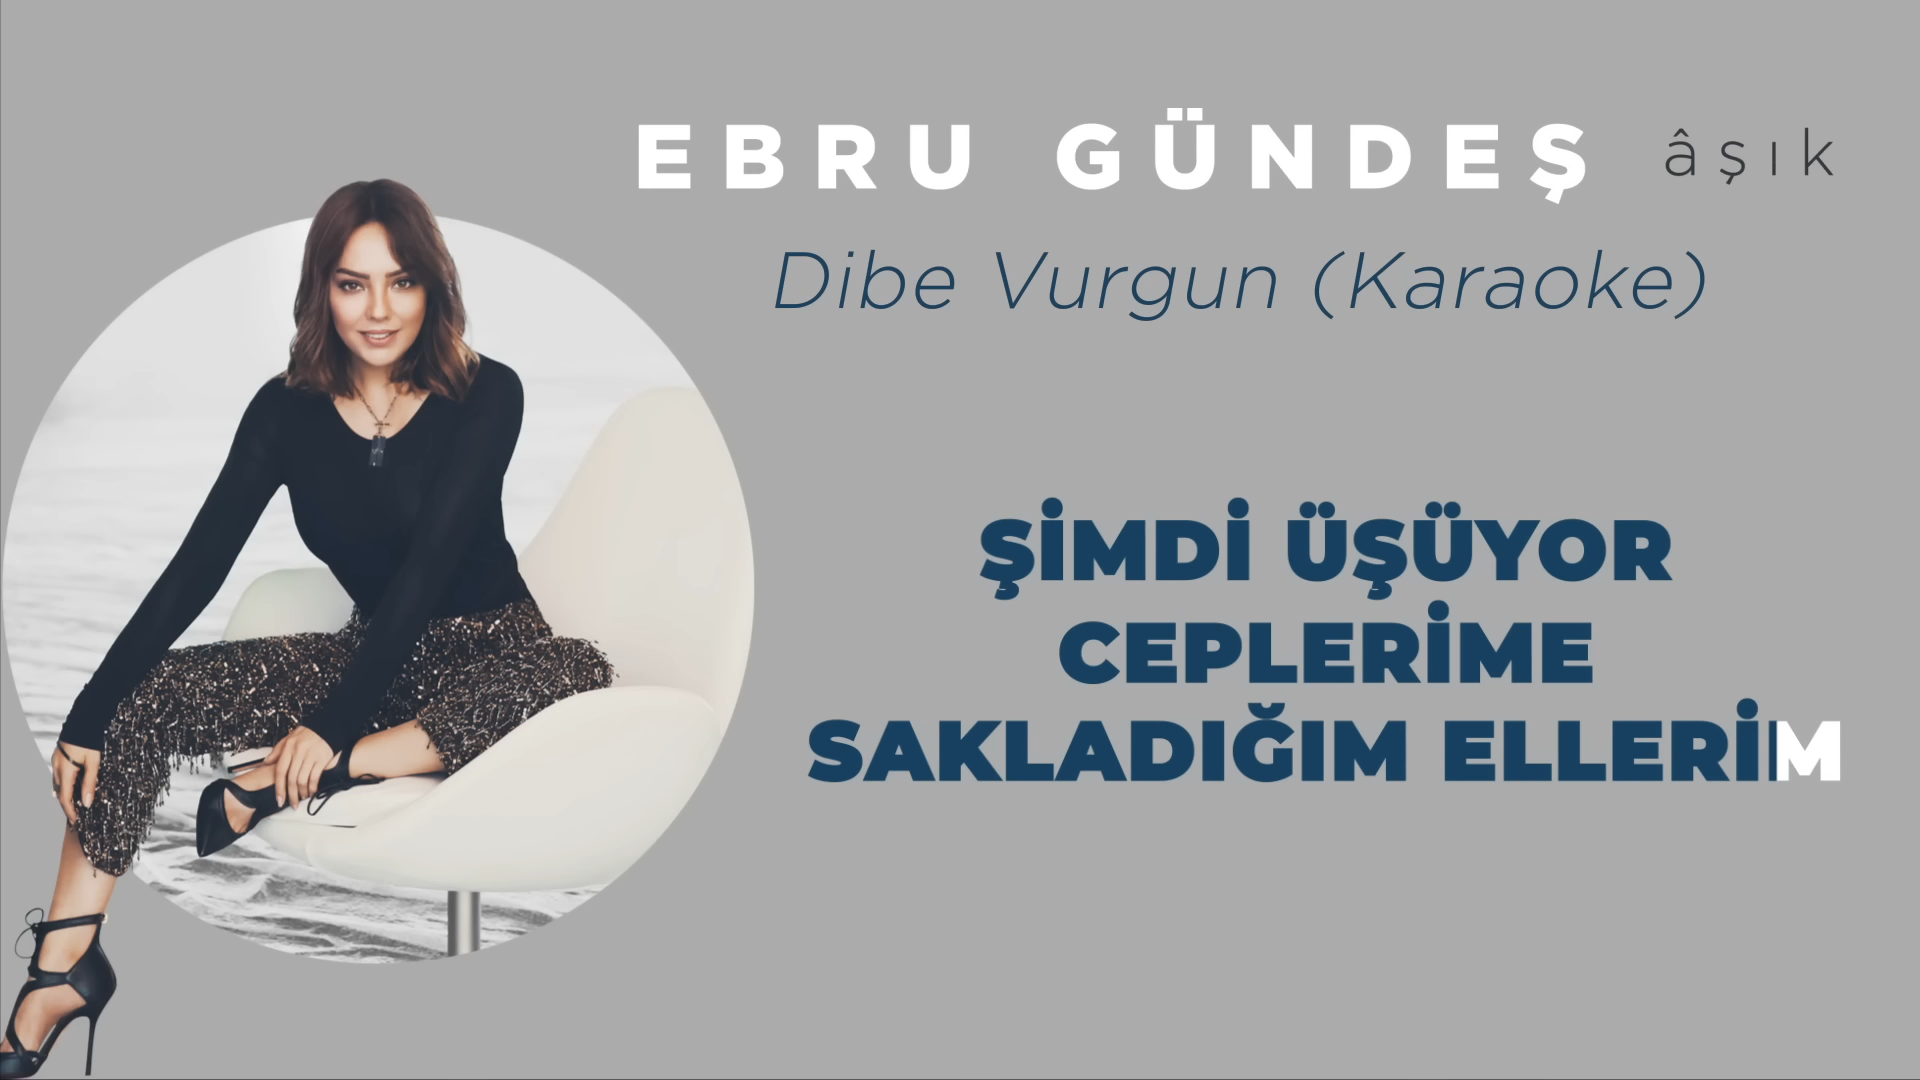 EBRU GÜNDEŞ âşık
Dibe Vurgun (Karaoke)
ŞİMDİ ÜŞÜYOR
CEPLERİME
SAKLADIĞIM ELLERİM